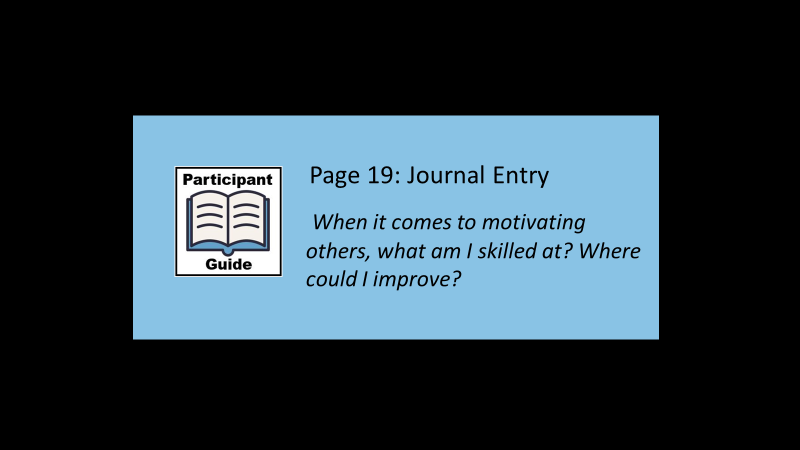 Participant
Guide
Page 19: Journal Entry
When it comes to motivating
others, what am I skilled at? Where
could I improve?